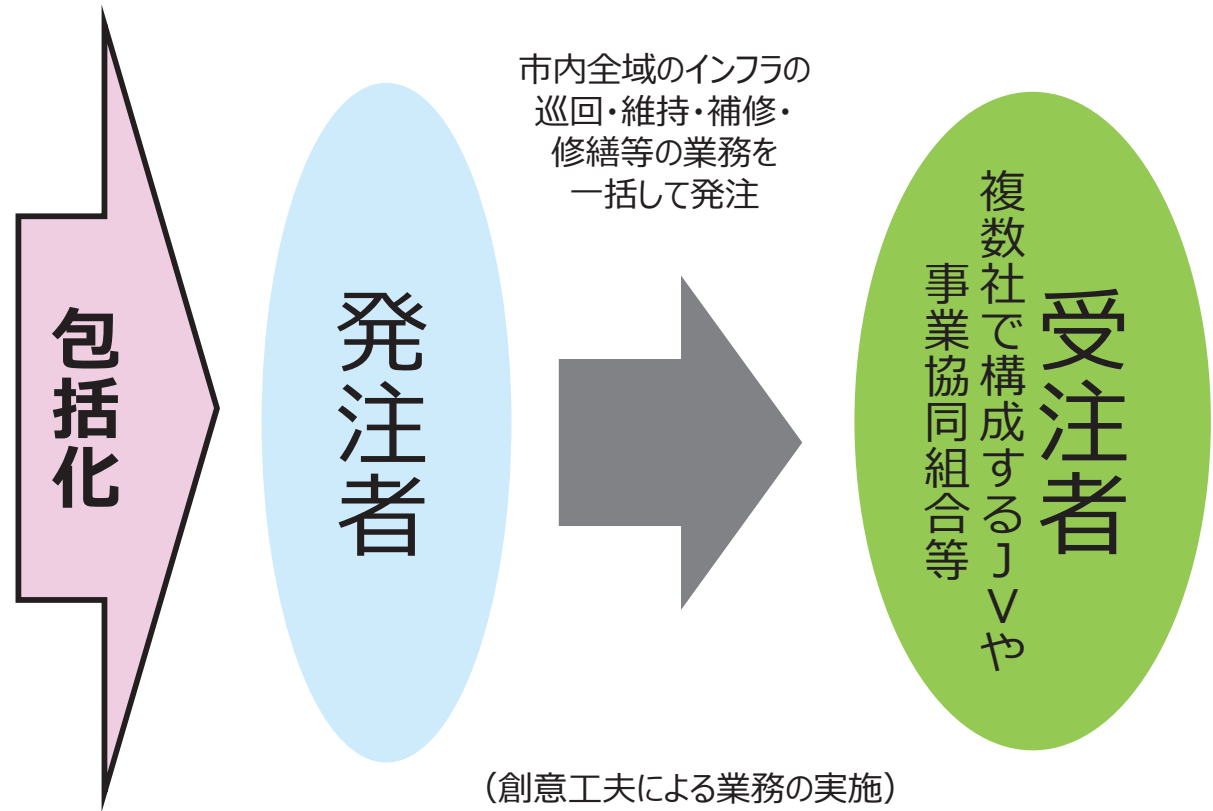 包括化
発注者
市内全域のインフラの
巡回・維持・補修・
修繕等の業務を
一括して発注
受注者
複数社で構成するJVや
事業協同組合等
（創意工夫による業務の実施）